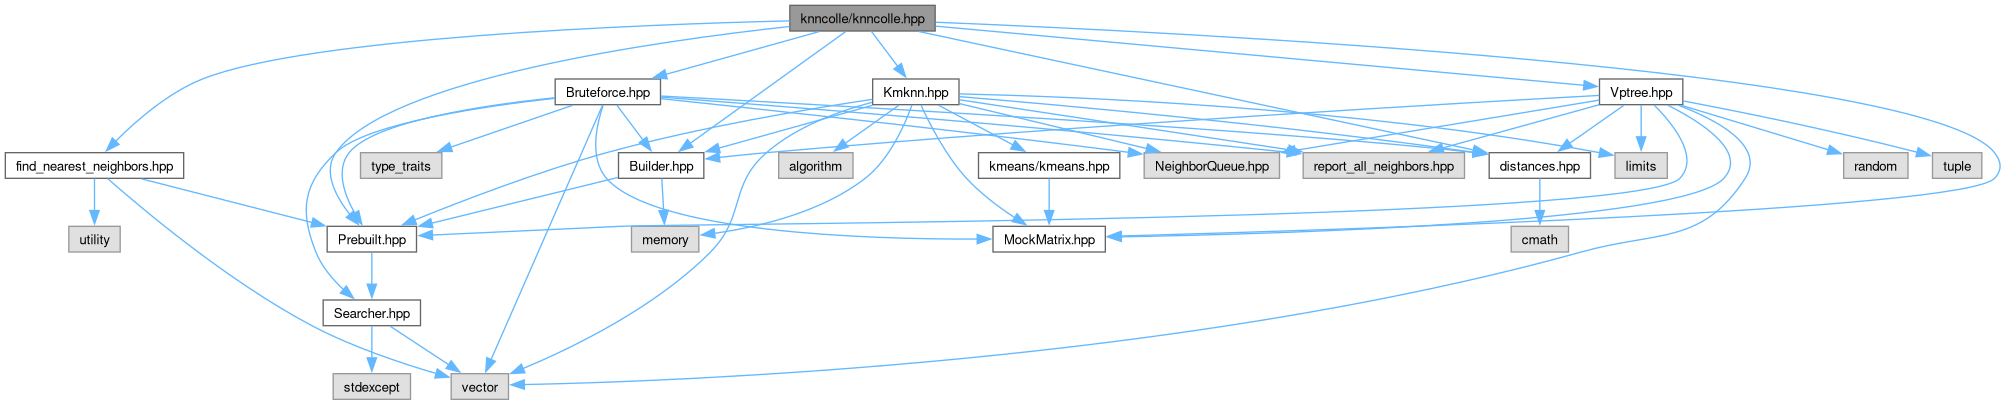 knncolle/knncolle.hpp
Bruteforce.hpp
Kmknn.hpp
Vptree.hpp
find_nearest_neighbors.hpp
type_traits
Builder.hpp
algorithm
kmeans/kmeans.hpp
NeighborQueue.hpp
report_all_neighbors.hpp
distances.hpp
limits
random
tuple
utility
Prebuilt.hpp
memory
MockMatrix.hpp
cmath
Searcher.hpp
stdexcept
vector